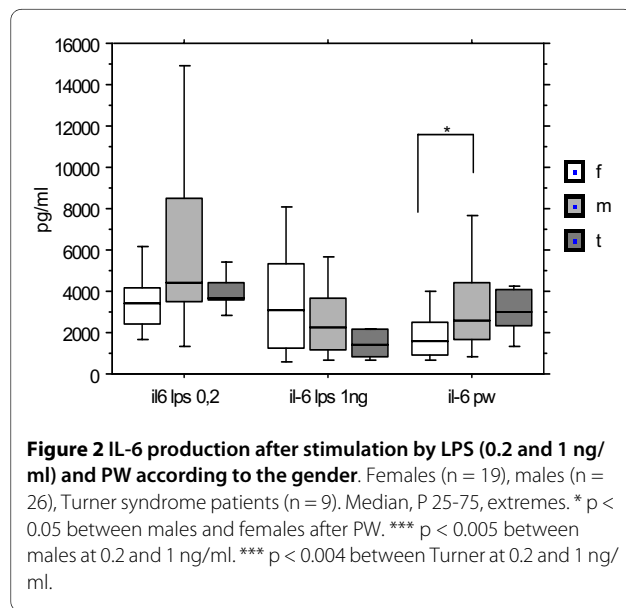 16000
14000
12000
10000
8000
6000
4000
2000
0
pg/ml
*
f
m
t
il6 lps 0,2
il-6 lps 1ng
il-6 pw
Figure 2 IL-6 production after stimulation by LPS (0.2 and 1 ng/
ml) and PW according to the gender. Females (n = 19), males (n =
26), Turner syndrome patients (n = 9). Median, P 25-75, extremes. * p <
0.05 between males and females after PW. *** p < 0.005 between
males at 0.2 and 1 ng/ml. *** p < 0.004 between Turner at 0.2 and 1 ng/
ml.